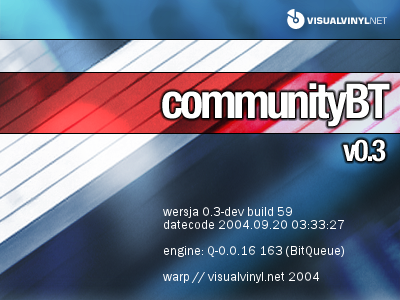 VISUALVINYL.NET
communityBT
v0.3
wersja 0.3-dev build 59
datecode 2004.09.20 03:33:27
engine: Q-0.0.16 163 (BitQueue)
warp // visualvinyl.net 2004